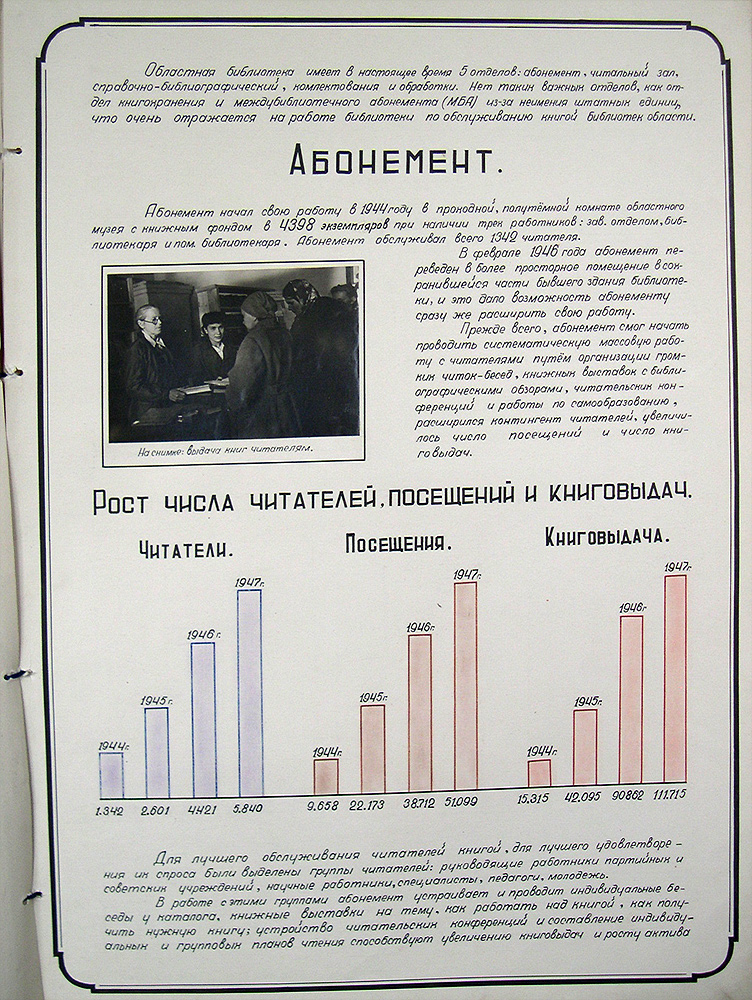 Областная библиотека имеет в настоящее время 5 отделов: абонемент, читальный зал,
справочно-библиографический, комлектования и обработки. Нет таких важных отделов, как от-
дел книгохранения и междубиблиотечного абонемента (МБА) из-за неимения штатных единиц,
что очень отражается на работе библиотеки по обслуживанию книгой библиотек области.
Абонемент.
Абонемент начал свою работу в 1944 году в проходной, полутёмной комнате областного
музея с книжным фондом в 4398 экземпляров при наличии трех работников: зав. отделом, биб-
лиотекаря и пом. библиотекаря. Абонемент обслуживал всего 1342 читателя.
В феврале 1946 года абонемент пе-
реведен в более просторное помещение в сох-
ранившейся части бывшего здания библиоте-
ки, и это дало возможность абонементу
сразу же расширить свою работу.
Прежде всего, абонемент смог начать
проводить систематическую массовую рабо-
ту с читателями путём организации гром-
ких читок-бесед, книжных выставок с библи-
ографическими обзорами, читательских кон-
ференций и работы по самообразованию,
расширился контингент читателей, увеличи-
лось число посещений и число кни-
говыдач.
На снимке: выдача книг читателям.
Рост числа читателей, посещений и книговыдач.
Читатели.
1944г.
1945г.
1946г.
1947г.
1.342 2.601 4.421 5.840
Посещения.
1944г.
1945г.
1946г.
1947г.
9.658 22.173 38.712 51.099
Книговыдача.
1944г.
1945г.
1946г.
1947г.
15.315 42.095 90862 111.715
Для лучшего обслуживания читателей книгой, для лучшего удовлетворе-
ния их спроса были выделены группы читателей: руководящие работники партийных и
советских учреждений, научные работники, специалисты, педагоги, молодежь.
В работе с этими группами абонемент устраивает и проводит индивидуальные бе-
седы у каталога, книжные выставки на тему, как работать над книгой, как полу-
чить нужную книгу; устройство читательских конференций и составление индивиду-
альных и групповых планов чтения способствуют увеличению книговыдач и росту актива